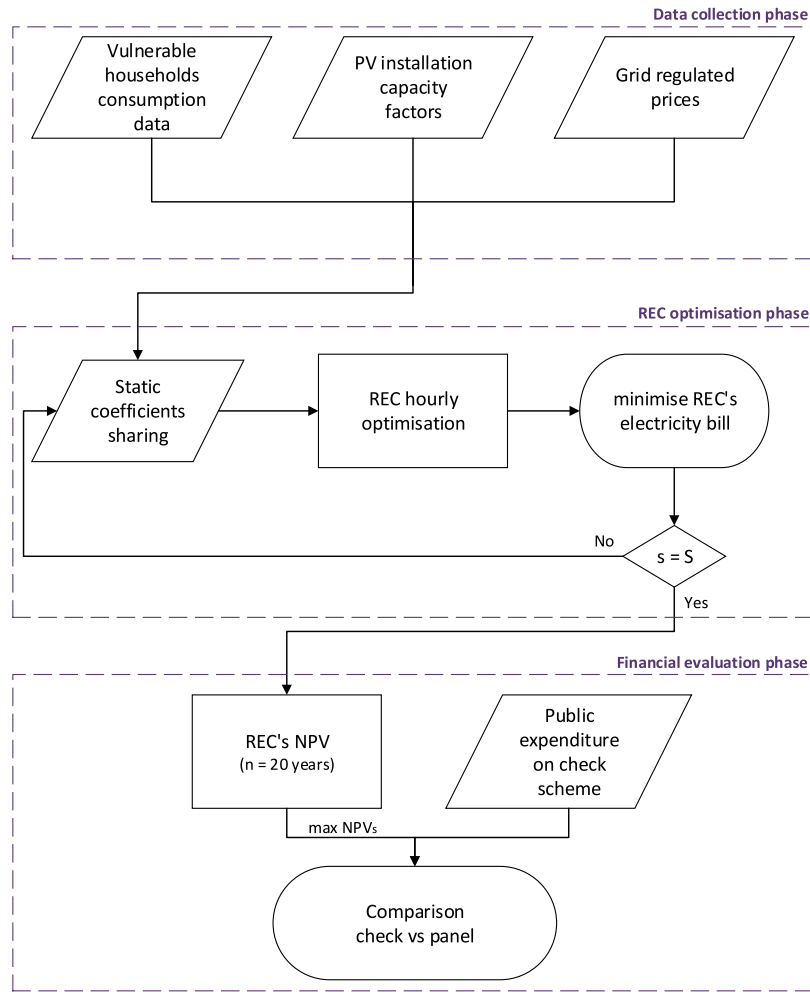 Data collection phase
Vulnerable
households
consumption
data
PV installation
capacity
factors
Grid regulated
prices
REC optimisation phase
Static
coefficients
sharing
REC hourly
optimisation
minimise REC's
electricity bill
No
s = S
Yes
Financial evaluation phase
REC's NPV
(n = 20 years)
Public
expenditure
on check
scheme
max NPVs
Comparison
check vs panel